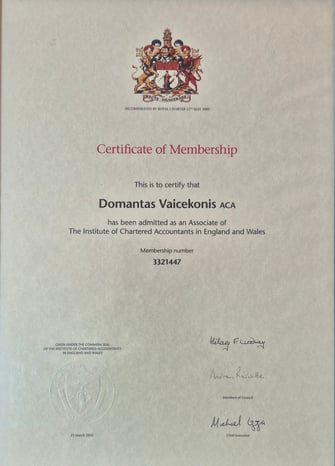 INCORPORATED BY ROYAL CHARTER 11TH MAY 1880
Certificate of Membership
This is to certify that
Domantas Vaicekonis ACA
has been admitted as an Associate of
The Institute of Chartered Accountants in England and Wales
Membership number
3321447
GIVEN UNDER THE COMMON SEAL
OF THE INSTITUTE OF CHARTERED ACCOUNTANTS
IN ENGLAND AND WALES
Members of Council
Michael
Chief Executive